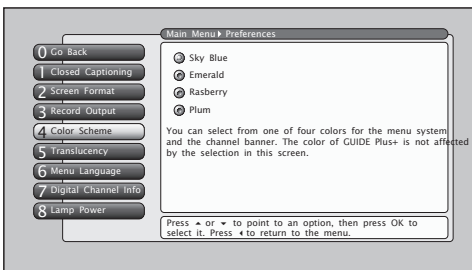 Main Menu ▸ Preferences
0 Go Back
1 Closed Captioning
2 Screen Format
3 Record Output
4 Color Scheme
5 Translucency
6 Menu Language
7 Digital Channel Info
8 Lamp Power
Sky Blue
Emerald
Rasberry
Plum
You can select from one of four colors for the menu system
and the channel banner. The color of GUIDE Plus+ is not affected
by the selection in this screen.
Press ▲ or ▼ to point to an option, then press OK to
select it. Press ◂ to return to the menu.